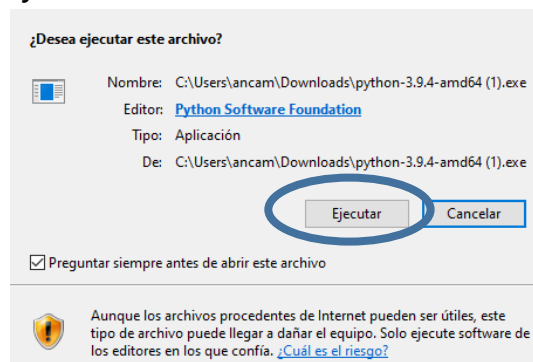 ¿Desea ejecutar este archivo?
Nombre: C:\Users\ancam\Downloads\python-3.9.4-amd64 (1).exe
Editor: Python Software Foundation
Tipo: Aplicación
De: C:\Users\ancam\Downloads\python-3.9.4-amd64 (1).exe
Ejecutar Cancelar
Preguntar siempre antes de abrir este archivo
Aunque los archivos procedentes de Internet pueden ser útiles, este
tipo de archivo puede llegar a dañar el equipo. Solo ejecute software de
los editores en los que confía. ¿Cuál es el riesgo?